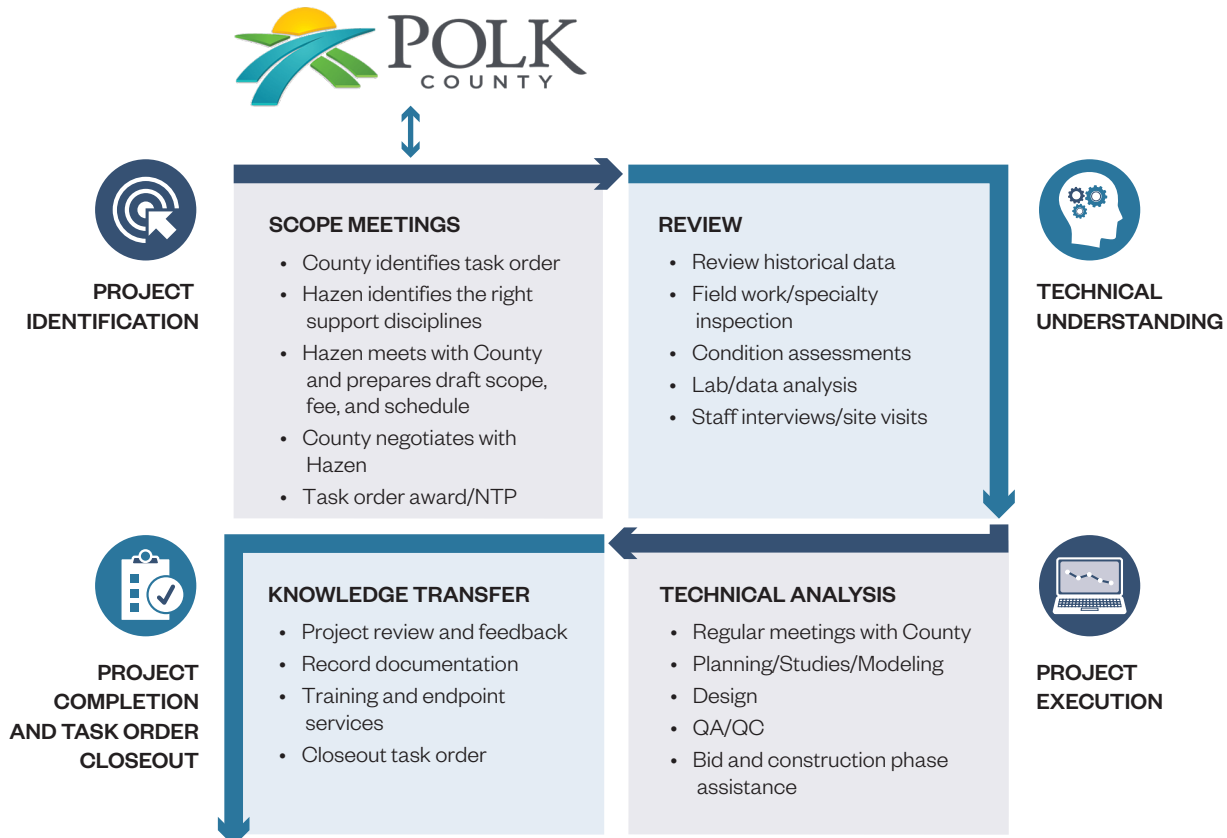 POLK
COUNTY
PROJECT
IDENTIFICATION
SCOPE MEETINGS
• County identifies task order
• Hazen identifies the right
support disciplines
• Hazen meets with County
and prepares draft scope,
fee, and schedule
• County negotiates with
Hazen
• Task order award/NTP
REVIEW
• Review historical data
• Field work/specialty
inspection
• Condition assessments
• Lab/data analysis
• Staff interviews/site visits
TECHNICAL
UNDERSTANDING
PROJECT
COMPLETION
AND TASK ORDER
CLOSEOUT
KNOWLEDGE TRANSFER
• Project review and feedback
• Record documentation
• Training and endpoint
services
• Closeout task order
TECHNICAL ANALYSIS
• Regular meetings with County
• Planning/Studies/Modeling
• Design
• QA/QC
• Bid and construction phase
assistance
PROJECT
EXECUTION